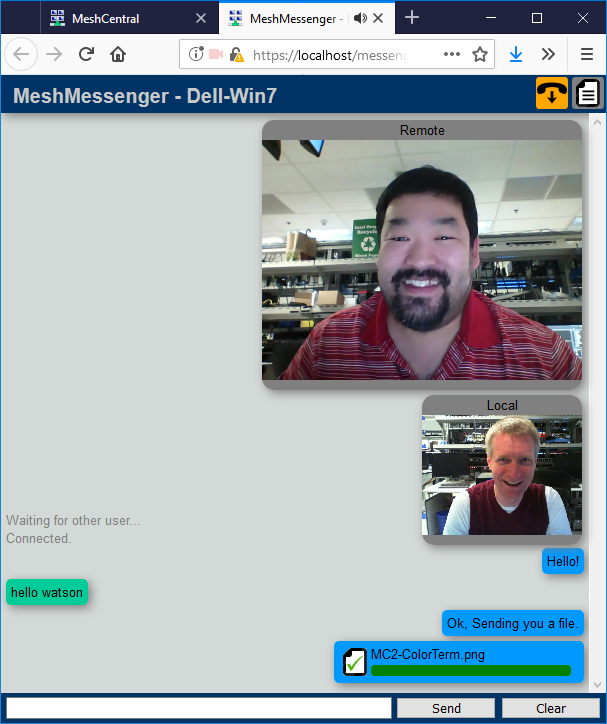 MeshCentral
MeshMessenger -
https://localhost/messeng
MeshMessenger - Dell-Win7
Remote
Local
Waiting for other user...
Connected.
Hello!
hello watson
Ok, Sending you a file.
MC2-ColorTerm.png
Send
Clear